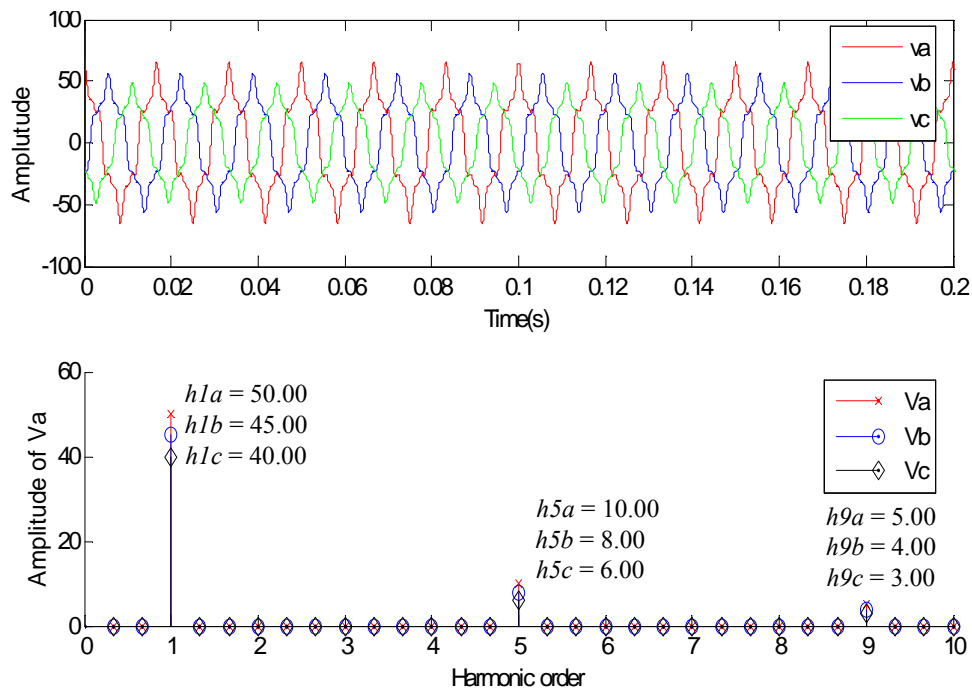 100
50
0
-50
-100
Amplutude
va
vb
vc
0 0.02 0.04 0.06 0.08 0.1 0.12 0.14 0.16 0.18 0.2
Time(s)
60
40
20
0
Amplitude of Va
h1a = 50.00
h1b = 45.00
h1c = 40.00
h5a = 10.00
h5b = 8.00
h5c = 6.00
Va
Vb
Vc
h9a = 5.00
h9b = 4.00
h9c = 3.00
0 1 2 3 4 5 6 7 8 9 10
Harmonic order